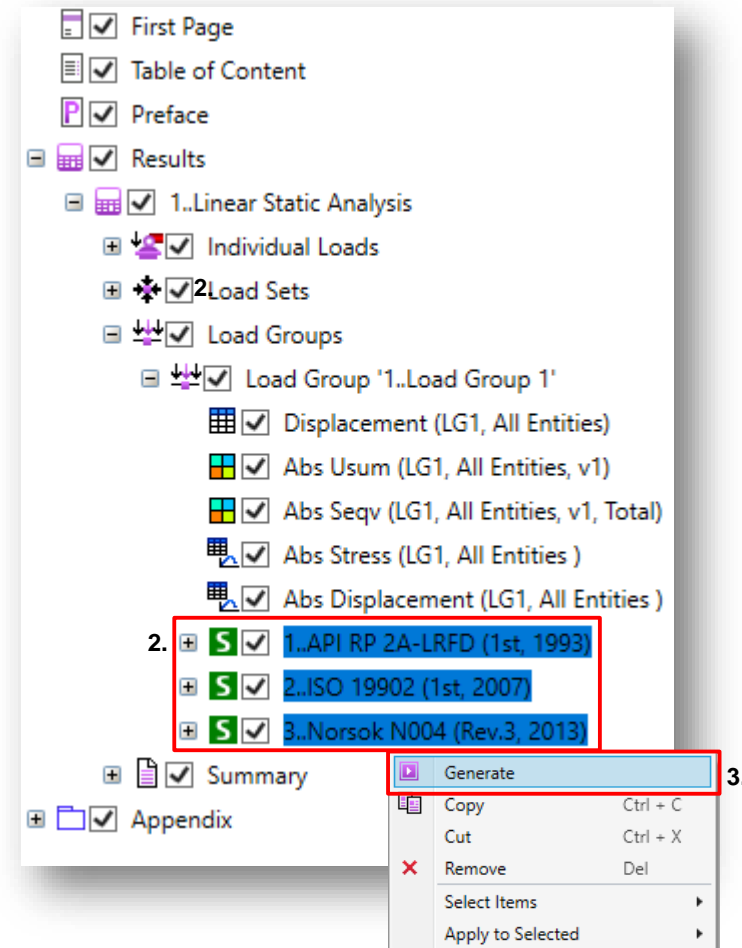 First Page
Table of Content
P Preface
Results
1..Linear Static Analysis
Individual Loads
2. Load Sets
Load Groups
Load Group '1..Load Group 1'
Displacement (LG1, All Entities)
Abs Usum (LG1, All Entities, v1)
Abs Seqv (LG1, All Entities, v1, Total)
Abs Stress (LG1, All Entities )
Abs Displacement (LG1, All Entities )
2. S 1..API RP 2A-LRFD (1st, 1993)
S 2..ISO 19902 (1st, 2007)
S 3..Norsok N004 (Rev.3, 2013)
Summary
Generate 3.
Copy Ctrl + C
Appendix
Cut Ctrl + X
Remove Del
Select Items
Apply to Selected